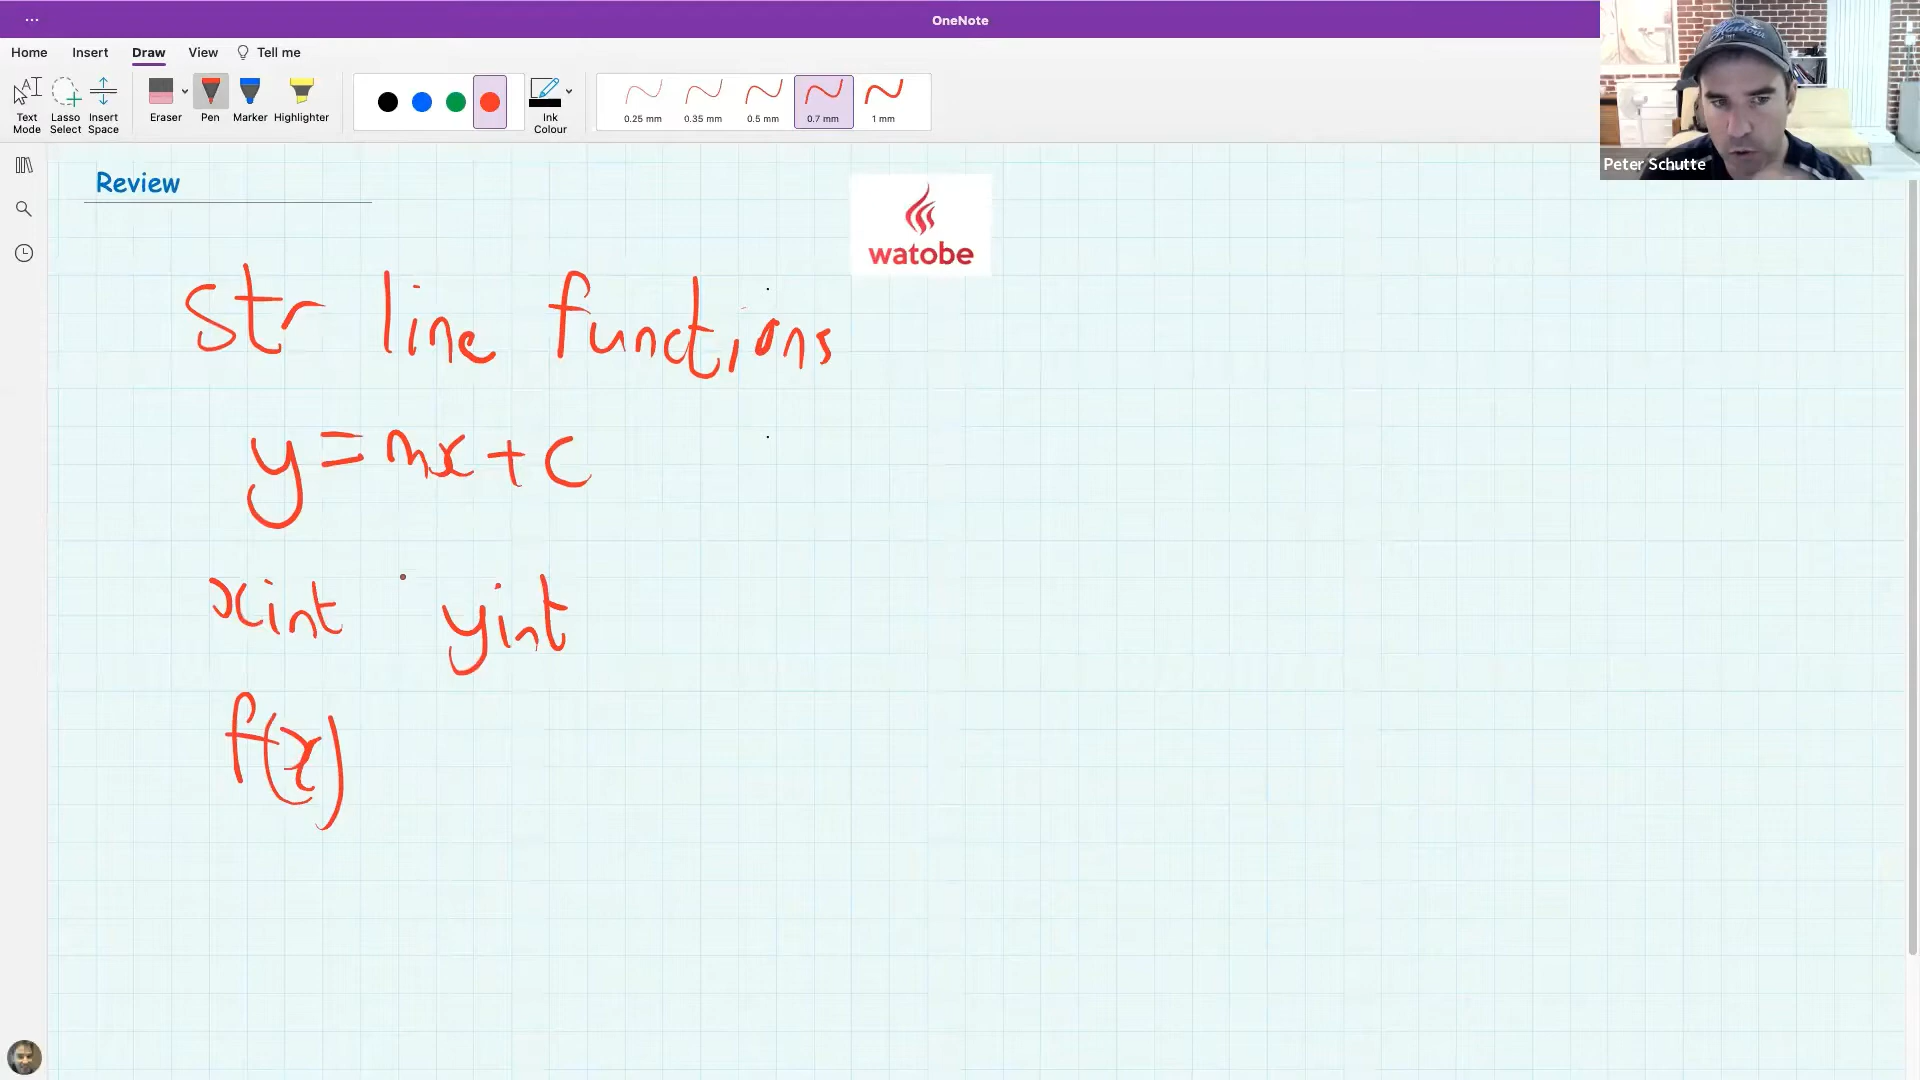 OneNote
Home Insert Draw View Tell me
Text Mode
Lasso Select
Insert Space
Eraser
Pen
Marker
Highlighter
Ink Colour
0.25 mm
0.35 mm
0.5 mm
0.7 mm
1 mm
Peter Schutte
Review
watobe
Str line functions
y=mx+c
xint yint
f(x)